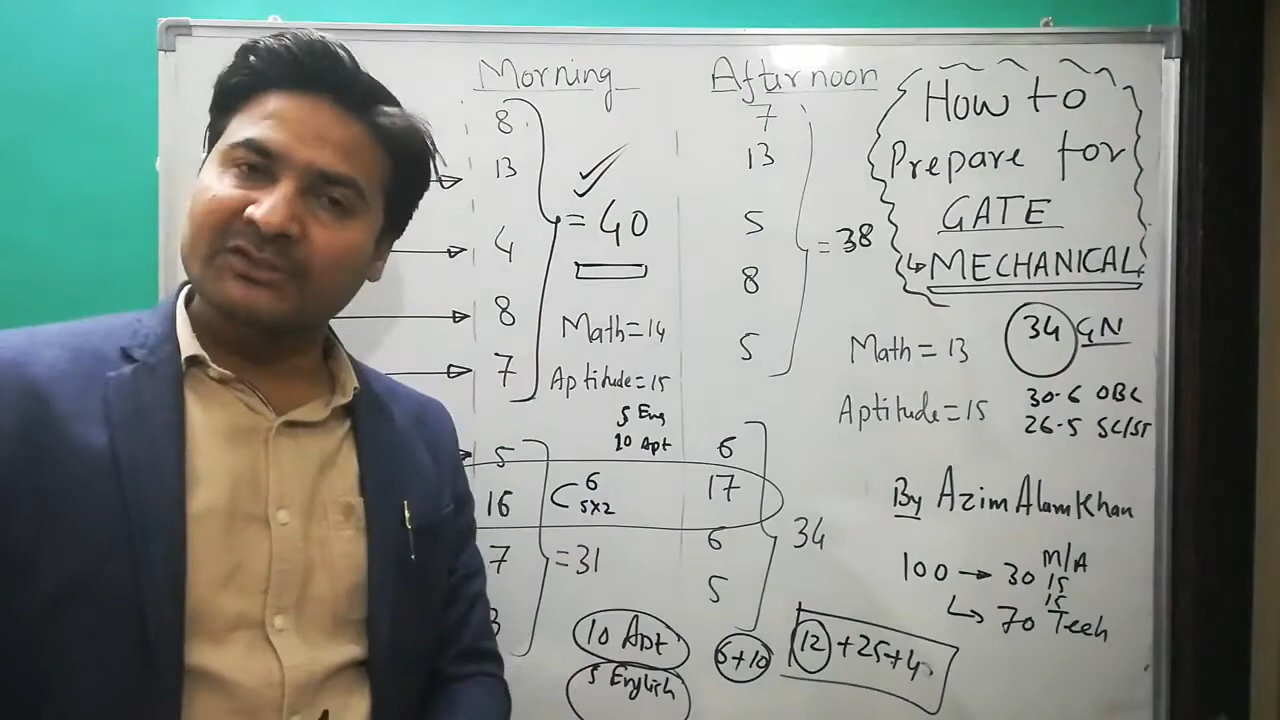 Morning
8
13
4
8
7
= 40
Math=14
Aptitude=15
5 Eng
10 Apt
5
16
6
5x2
7
3
=31
10 Apt
5 English
Afternoon
7
13
5
8
5
=38
6
17
6
5
34
6+10
12+25+4
How to
Prepare for
GATE
MECHANICAL
34 GN
Math = 13
30.6 OBC
Aptitude=15
26.5 SC/ST
By Azim Alam Khan
M/A
100 → 30 15
15
↳ 70 Tech